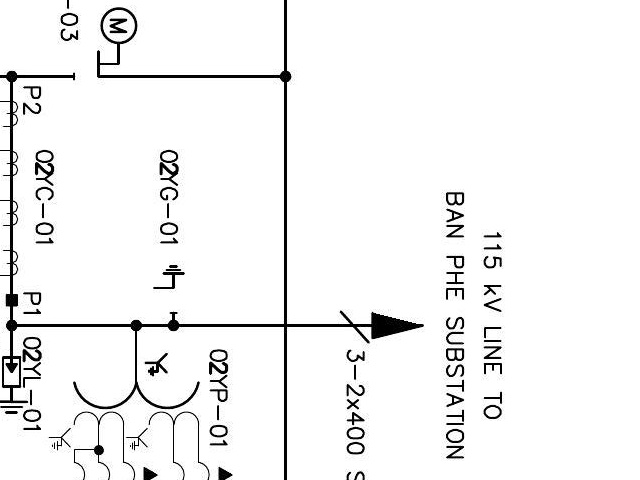 115 kV LINE TO
BAN PHE SUBSTATION
3-2x400 S
02YP-01
02YG-01
M
-03
P2
02YC-01
P1
02YL-01